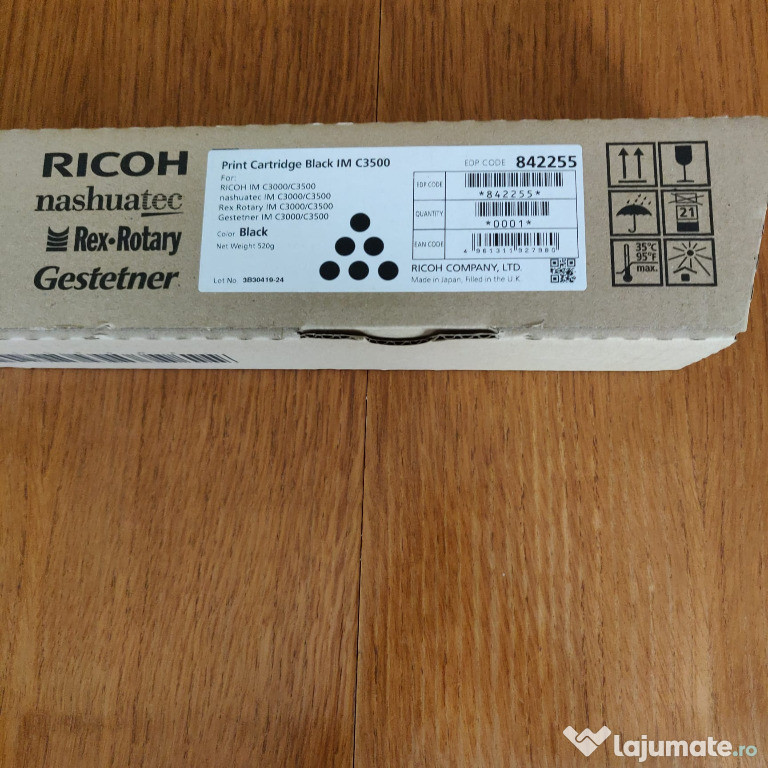 RICOH
nashuatec
Rex•Rotary
Gestetner
Print Cartridge Black IM C3500
For:
RICOH IM C3000/C3500
nashuatec IM C3000/C3500
Rex Rotary IM C3000/C3500
Gestetner IM C3000/C3500
Color Black
Net Weight 520g
Lot No. 3B30419-24
EDP CODE 842255
EDP CODE
*842255*
QUANTITY
*0001*
EAN CODE
4 961311 927980
RICOH COMPANY, LTD.
Made in Japan, Filled in the U.K.
21
35°C
95°F
max.
lajumate.ro